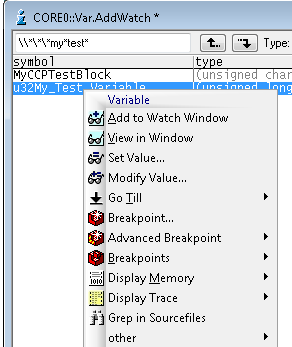 CORE0::Var.AddWatch *
\\*\*\*my*test* Type:
symbol type
MyCCPTestBlock (unsigned char
u32My_Test_Variable (unsigned long
Variable
Add to Watch Window
View in Window
Set Value...
Modify Value...
Go Till
Breakpoint...
Advanced Breakpoint
Breakpoints
Display Memory
Display Trace
Grep in Sourcefiles
other